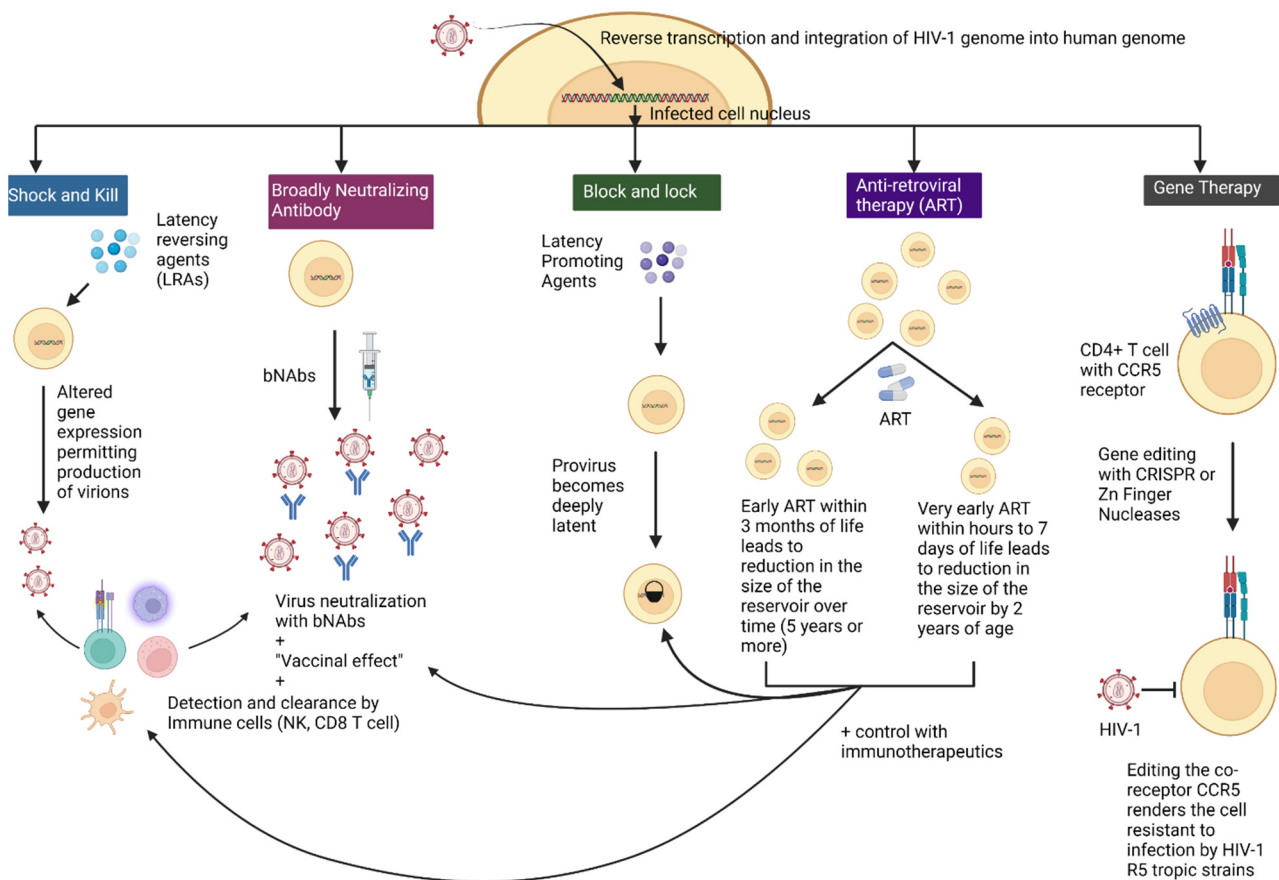 Reverse transcription and integration of HIV-1 genome into human genome
Infected cell nucleus
Shock and Kill
Latency
reversing
agents
(LRAs)
Altered
gene
expression
permitting
production
of virions
Broadly Neutralizing
Antibody
bNAbs
Virus neutralization
with bNAbs
+
"Vaccinal effect"
+
Detection and clearance by
Immune cells (NK, CD8 T cell)
Block and lock
Latency
Promoting
Agents
Provirus
becomes
deeply
latent
Anti-retroviral
therapy (ART)
ART
Early ART within
3 months of life
leads to
reduction in the
size of the
reservoir over
time (5 years or
more)
Very early ART
within hours to 7
days of life leads
to reduction in
the size of the
reservoir by 2
years of age
+ control with
immunotherapeutics
Gene Therapy
CD4+ T cell
with CCR5
receptor
Gene editing
with CRISPR or
Zn Finger
Nucleases
HIV-1
Editing the co-
receptor CCR5
renders the cell
resistant to
infection by HIV-1
R5 tropic strains